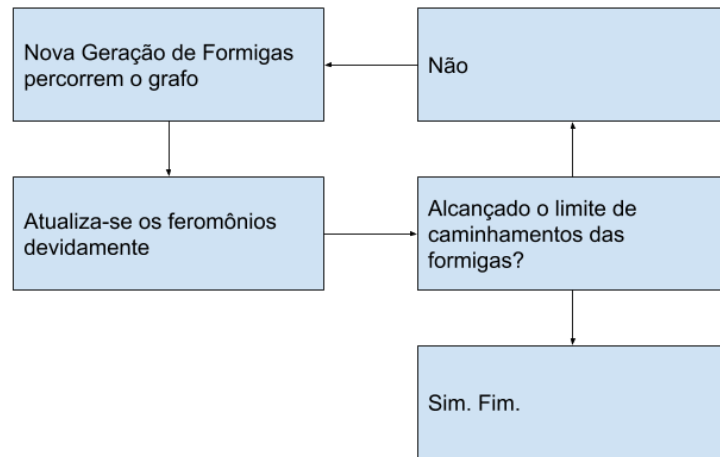 Nova Geração de Formigas
percorrem o grafo
Não
Atualiza-se os feromônios
devidamente
Alcançado o limite de
caminhamentos das
formigas?
Sim. Fim.